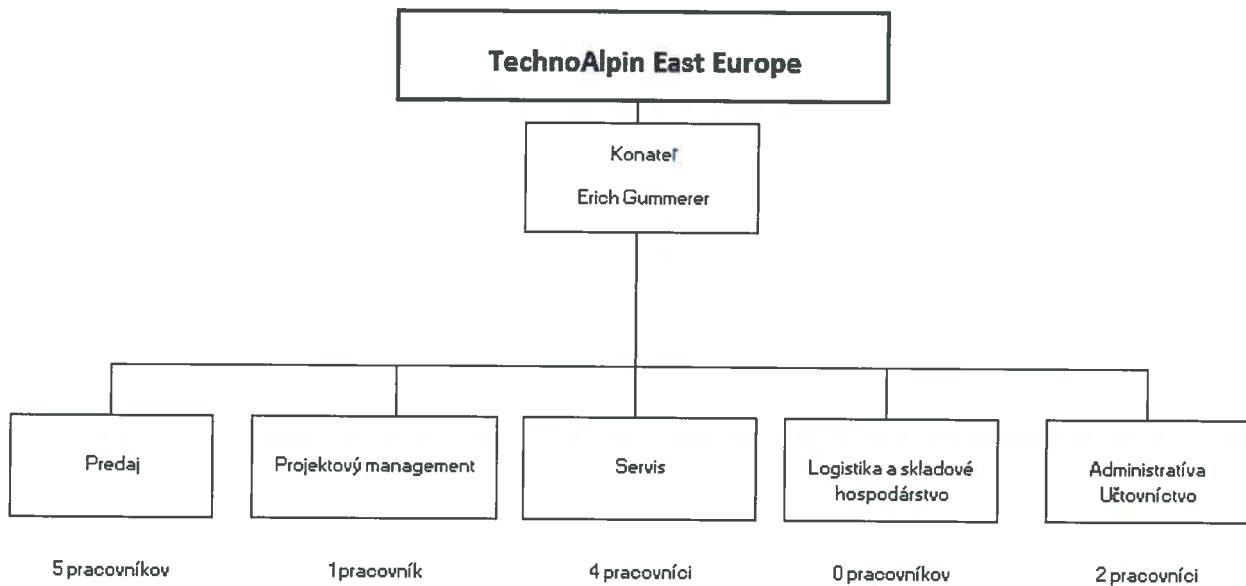 TechnoAlpin East Europe
Konateľ
Erich Gummerer
Predaj
Projektový management
Servis
Logistika a skladové
hospodárstvo
Administratíva
Učtovníctvo
5 pracovníkov
1 pracovník
4 pracovníci
0 pracovníkov
2 pracovníci